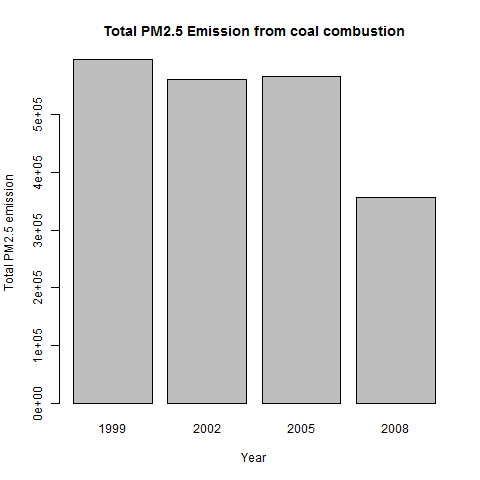 Total PM2.5 Emission from coal combustion
Total PM2.5 emission
5e+05
4e+05
3e+05
2e+05
1e+05
0e+00
1999 2002 2005 2008
Year